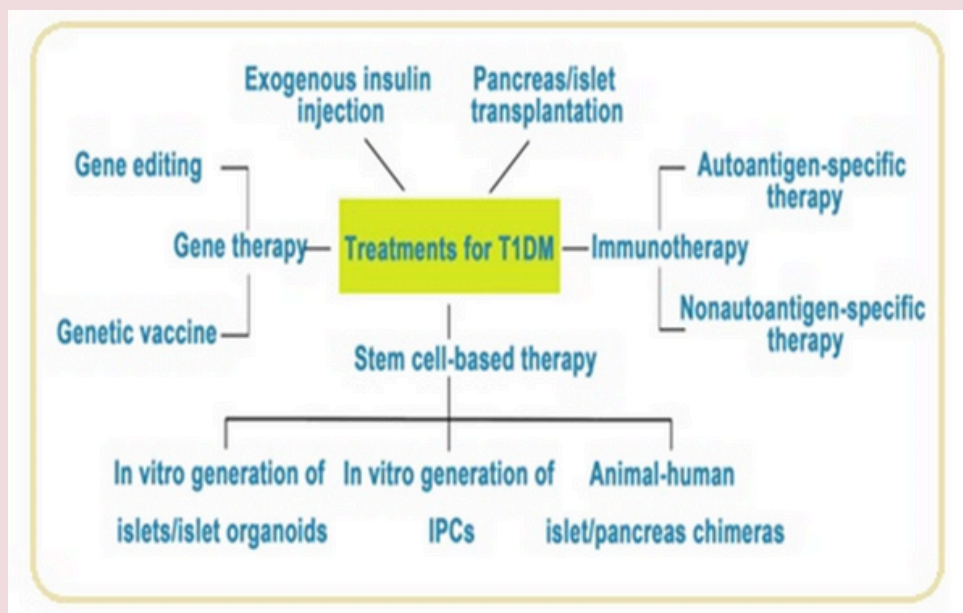 Exogenous insulin
injection
Pancreas/islet
transplantation
Gene editing
Autoantigen-specific
therapy
Gene therapy
Treatments for T1DM
Immunotherapy
Genetic vaccine
Nonautoantigen-specific
therapy
Stem cell-based therapy
In vitro generation of
islets/islet organoids
In vitro generation of
IPCs
Animal-human
islet/pancreas chimeras